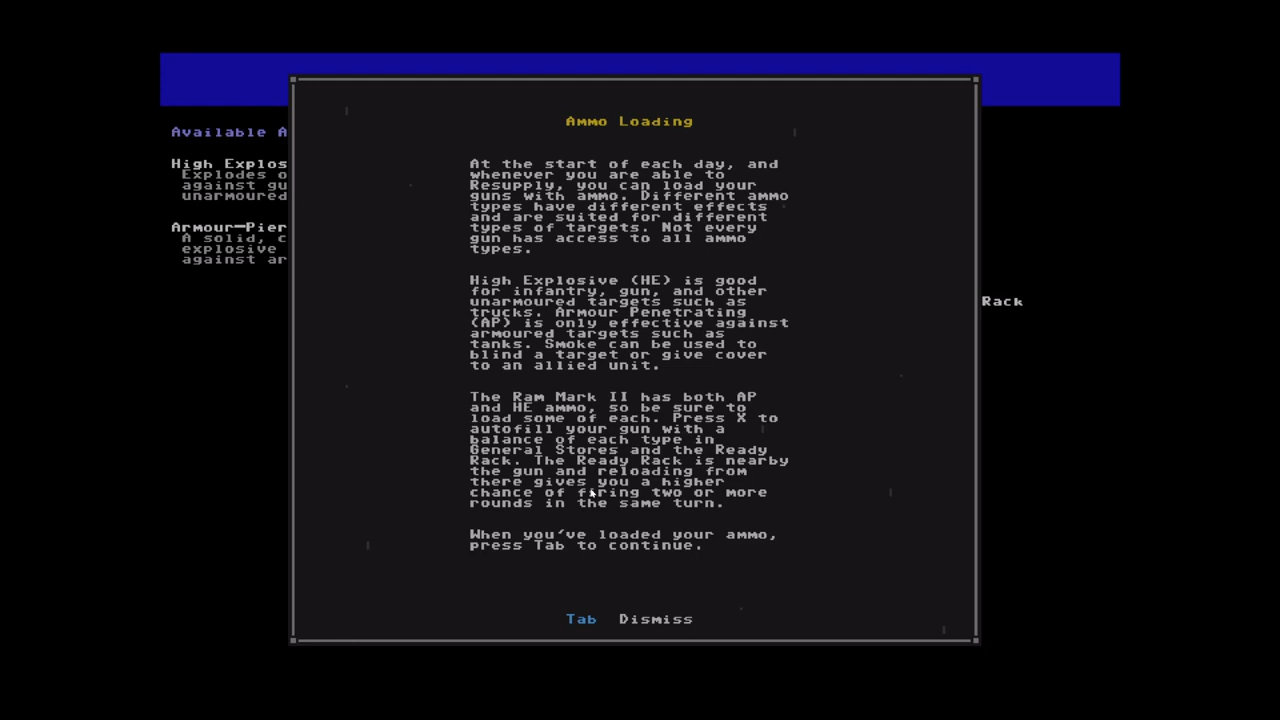 Ammo Loading
Available A
At the start of each day, and
High Explos
whenever you are able to
Explodes o
Resupply, you can load your
against gu
guns with ammo. Different ammo
unarmoured
types have different effects
and are suited for different
Armour-Pier
types of targets. Not every
A solid, c
gun has access to all ammo
explosive
types.
against ar
High Explosive (HE) is good
for infantry, gun, and other
unarmoured targets such as
Rack
trucks. Armour Penetrating
(AP) is only effective against
armoured targets such as
tanks. Smoke can be used to
blind a target or give cover
to an allied unit.
The Ram Mark II has both AP
and HE ammo, so be sure to
load some of each. Press X to
autofill your gun with a
balance of each type in
General Stores and the Ready
Rack. The Ready Rack is nearby
the gun and reloading from
there gives you a higher
chance of firing two or more
rounds in the same turn.
When you've loaded your ammo,
press Tab to continue.
Tab Dismiss